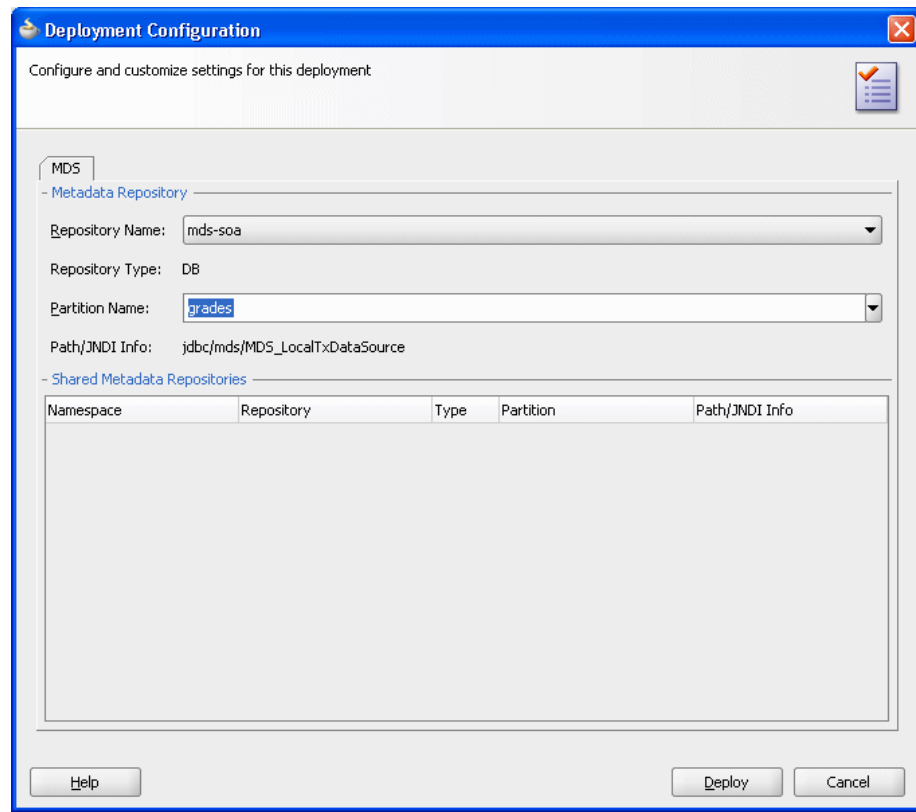 Deployment Configuration
Configure and customize settings for this deployment
MDS
Metadata Repository
Repository Name: mds-soa
Repository Type: DB
Partition Name: grades
Path/JNDI Info: jdbc/mds/MDS_LocalTxDataSource
Shared Metadata Repositories
Namespace Repository Type Partition Path/JNDI Info
Help Deploy Cancel